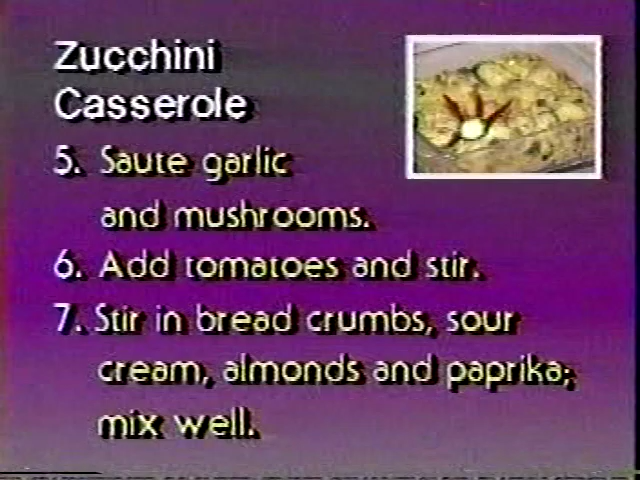 Zucchini
Casserole
5. Saute garlic
and mushrooms.
6. Add tomatoes and stir.
7. Stir in bread crumbs, sour
cream, almonds and paprika;
mix well.